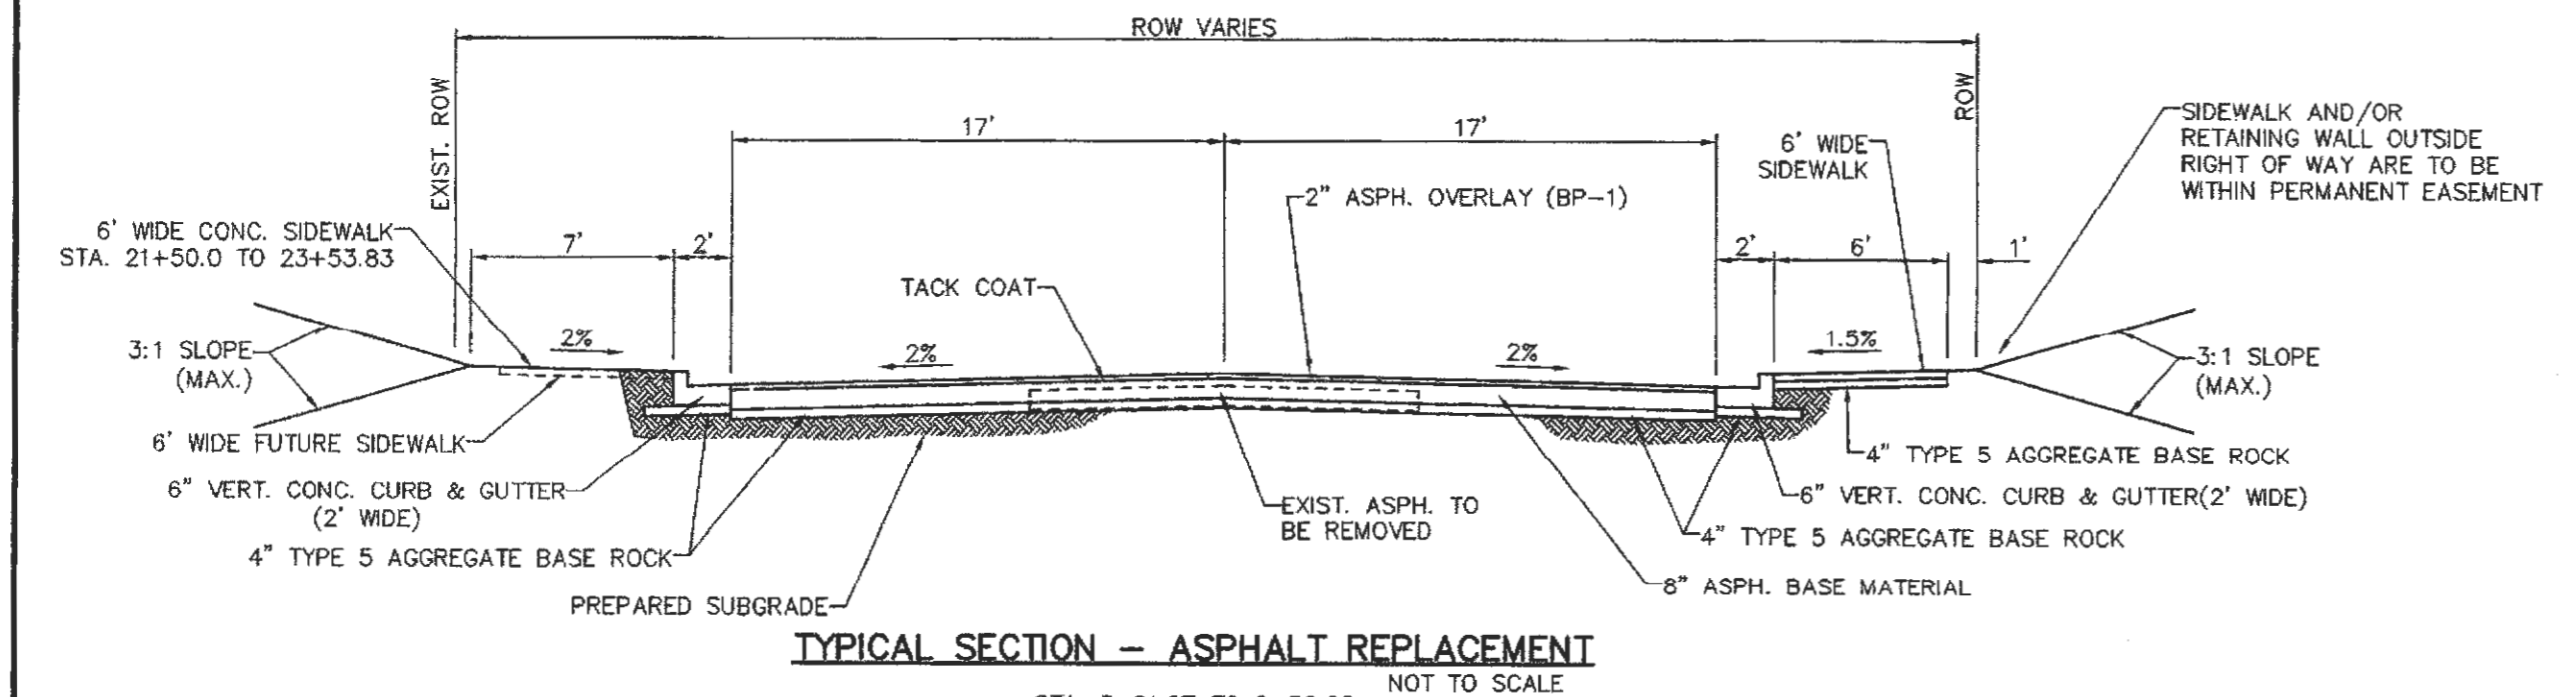 ROW VARIES
EXIST. ROW
ROW
17'
17'
SIDEWALK AND/OR
RETAINING WALL OUTSIDE
RIGHT OF WAY ARE TO BE
WITHIN PERMANENT EASEMENT
6' WIDE
SIDEWALK
2" ASPH. OVERLAY (BP-1)
6' WIDE CONC. SIDEWALK
STA. 21+50.0 TO 23+53.83
7'
2'
2'
6'
1'
TACK COAT
3:1 SLOPE
(MAX.)
2%
2%
2%
1.5%
3:1 SLOPE
(MAX.)
6' WIDE FUTURE SIDEWALK
4" TYPE 5 AGGREGATE BASE ROCK
6" VERT. CONC. CURB & GUTTER
(2' WIDE)
EXIST. ASPH. TO
BE REMOVED
6" VERT. CONC. CURB & GUTTER(2' WIDE)
4" TYPE 5 AGGREGATE BASE ROCK
4" TYPE 5 AGGREGATE BASE ROCK
8" ASPH. BASE MATERIAL
PREPARED SUBGRADE
TYPICAL SECTION - ASPHALT REPLACEMENT
NOT TO SCALE